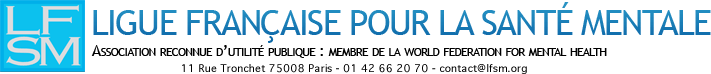 LF
SM
LIGUE FRANÇAISE POUR LA SANTÉ MENTALE
ASSOCIATION RECONNUE D'UTILITÉ PUBLIQUE : MEMBRE DE LA WORLD FEDERATION FOR MENTAL HEALTH
11 Rue Tronchet 75008 Paris - 01 42 66 20 70 - contact@lfsm.org